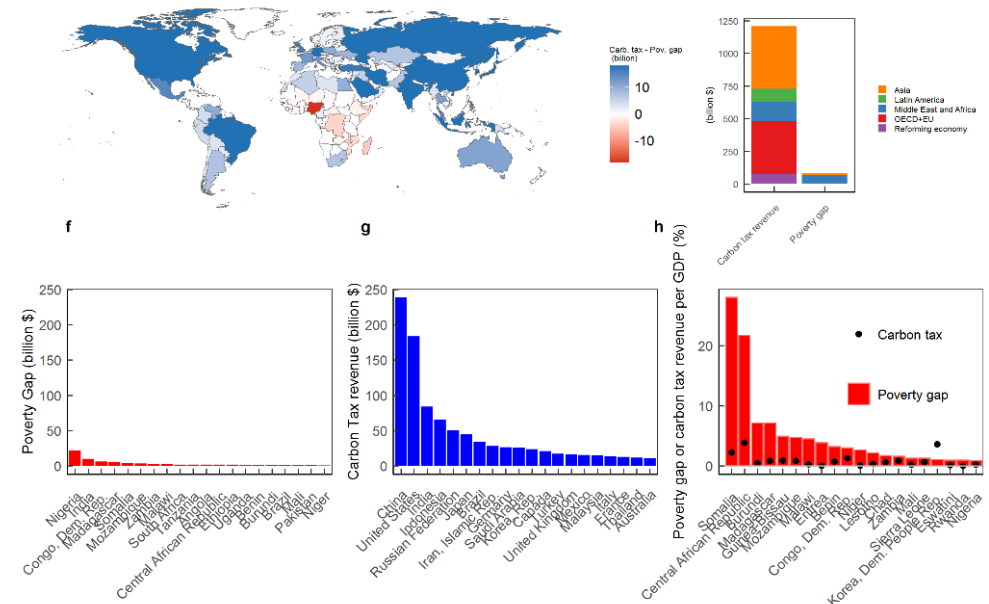 Carb. tax - Pov. gap
(billion)
10
0
-10
(billion $)
1250
1000
750
500
250
0
Carbon tax revenue
Poverty gap
Asia
Latin America
Middle East and Africa
OECD+EU
Reforming economy
f
Poverty Gap (billion $)
250
200
150
100
50
0
Nigeria
India
Congo, Dem. Rep.
Madagascar
Somalia
Mozambique
Zambia
Malawi
South Africa
Tanzania
Angola
Central African Republic
Ethiopia
Uganda
Benin
Burundi
Brazil
Mali
Pakistan
Niger
g
Carbon Tax revenue (billion $)
250
200
150
100
50
0
China
United States
India
Indonesia
Russian Federation
Japan
Brazil
Iran, Islamic Rep.
Germany
Saudi Arabia
Korea, Rep.
Canada
Turkey
United Kingdom
Mexico
Malaysia
France
Thailand
Australia
h
Poverty gap or carbon tax revenue per GDP (%)
20
10
0
Carbon tax
Poverty gap
Somalia
Central African Republic
Burundi
Madagascar
Guinea-Bissau
Mozambique
Malawi
Eritrea
Benin
Congo, Dem. Rep.
Niger
Lesotho
Chad
Zambia
Mali
Sierra Leone
Korea, Dem. People
Eswatini
Rwanda
Nigeria